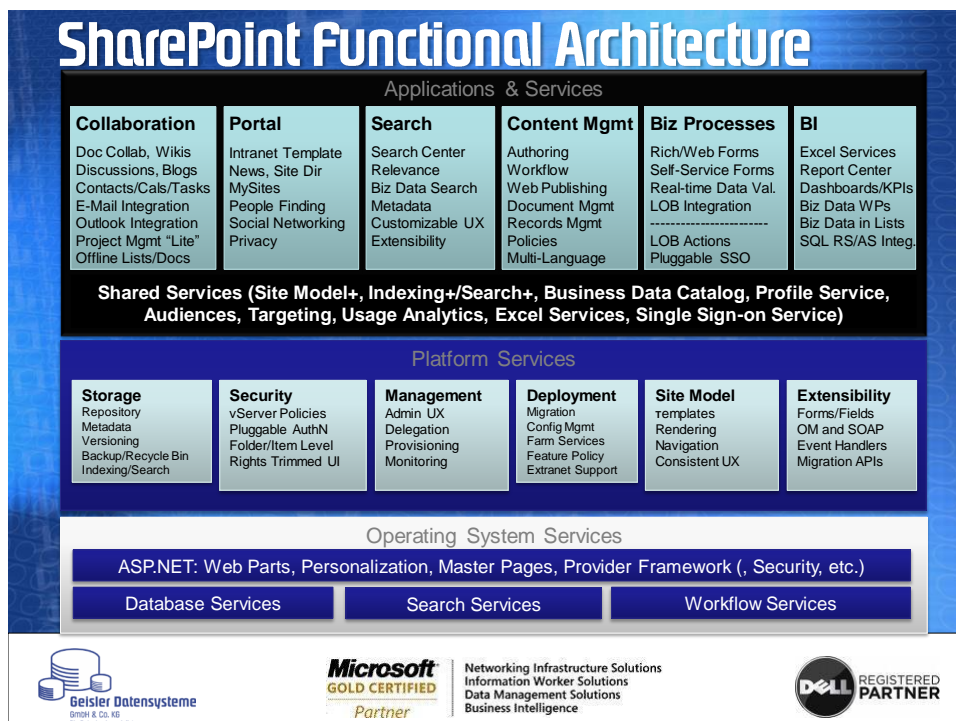 SharePoint Functional Architecture
Applications & Services
Collaboration
Doc Collab, Wikis
Discussions, Blogs
Contacts/Cals/Tasks
E-Mail Integration
Outlook Integration
Project Mgmt “Lite”
Offline Lists/Docs
Portal
Intranet Template
News, Site Dir
MySites
People Finding
Social Networking
Privacy
Search
Search Center
Relevance
Biz Data Search
Metadata
Customizable UX
Extensibility
Content Mgmt
Authoring
Workflow
Web Publishing
Document Mgmt
Records Mgmt
Policies
Multi-Language
Biz Processes
Rich/Web Forms
Self-Service Forms
Real-time Data Val.
LOB Integration
-------------------------
LOB Actions
Pluggable SSO
BI
Excel Services
Report Center
Dashboards/KPIs
Biz Data WPs
Biz Data in Lists
SQL RS/AS Integ.
Shared Services (Site Model+, Indexing+/Search+, Business Data Catalog, Profile Service,
Audiences, Targeting, Usage Analytics, Excel Services, Single Sign-on Service)
Platform Services
Storage
Repository
Metadata
Versioning
Backup/Recycle Bin
Indexing/Search
Security
vServer Policies
Pluggable AuthN
Folder/Item Level
Rights Trimmed UI
Management
Admin UX
Delegation
Provisioning
Monitoring
Deployment
Migration
Config Mgmt
Farm Services
Feature Policy
Extranet Support
Site Model
Templates
Rendering
Navigation
Consistent UX
Extensibility
Forms/Fields
OM and SOAP
Event Handlers
Migration APIs
Operating System Services
ASP.NET: Web Parts, Personalization, Master Pages, Provider Framework (, Security, etc.)
Database Services
Search Services
Workflow Services
Geisler Datensysteme
GmbH & Co. KG
Microsoft
GOLD CERTIFIED
Partner
Networking Infrastructure Solutions
Information Worker Solutions
Data Management Solutions
Business Intelligence
DELL
REGISTERED
PARTNER